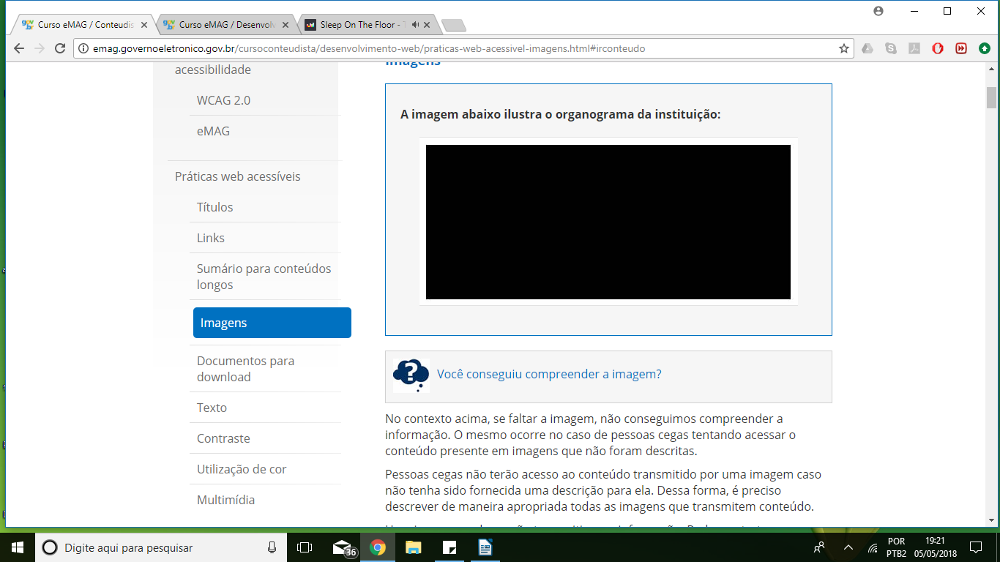 Curso eMAG / Conteudis
Curso eMAG / Desenvolv
Sleep On The Floor -
emag.governoeletronico.gov.br/cursoconteudista/desenvolvimento-web/praticas-web-acessivel-imagens.html#irconteudo
acessibilidade
WCAG 2.0
eMAG
Práticas web acessíveis
Títulos
Links
Sumário para conteúdos
longos
Imagens
Documentos para
download
Texto
Contraste
Utilização de cor
Multimídia
Imagens
A imagem abaixo ilustra o organograma da instituição:
Você conseguiu compreender a imagem?
No contexto acima, se faltar a imagem, não conseguimos compreender a
informação. O mesmo ocorre no caso de pessoas cegas tentando acessar o
conteúdo presente em imagens que não foram descritas.
Pessoas cegas não terão acesso ao conteúdo transmitido por uma imagem caso
não tenha sido fornecida uma descrição para ela. Dessa forma, é preciso
descrever de maneira apropriada todas as imagens que transmitem conteúdo.
Digite aqui para pesquisar
36
POR
PTB2
19:21
05/05/2018